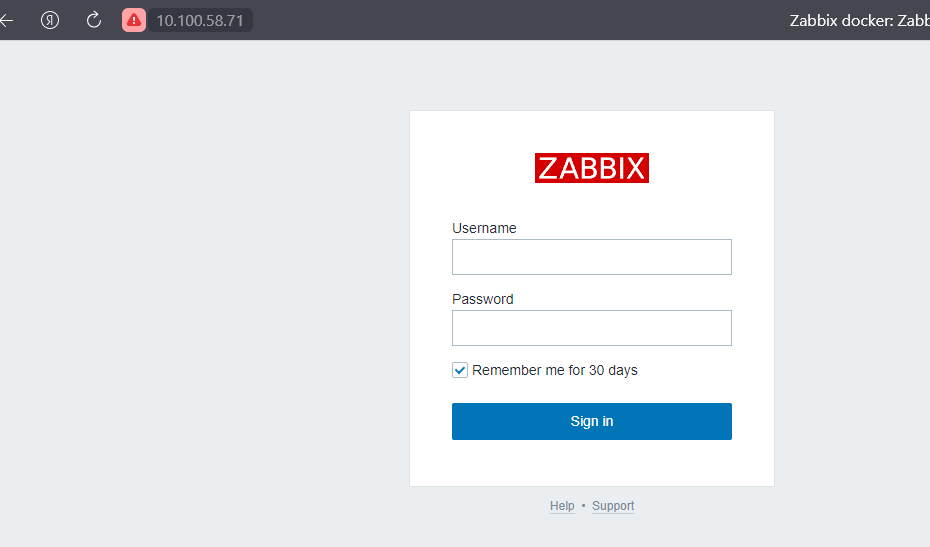 Я 10.100.58.71 Zabbix docker: Zabb
ZABBIX
Username
Password
Remember me for 30 days
Sign in
Help • Support